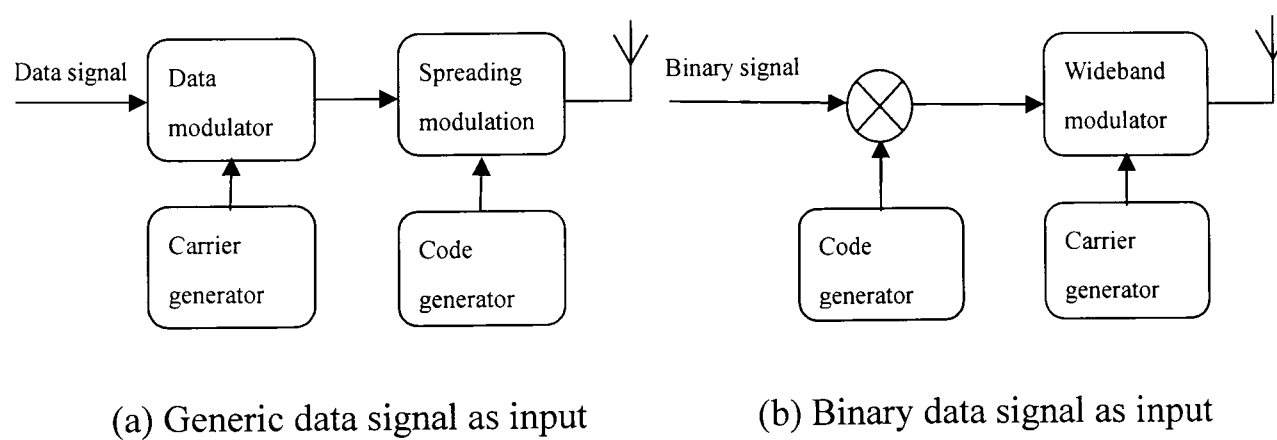 Data signal
Data
modulator
Spreading
modulation
Carrier
generator
Code
generator
(a) Generic data signal as input
Binary signal
Wideband
modulator
Code
generator
Carrier
generator
(b) Binary data signal as input